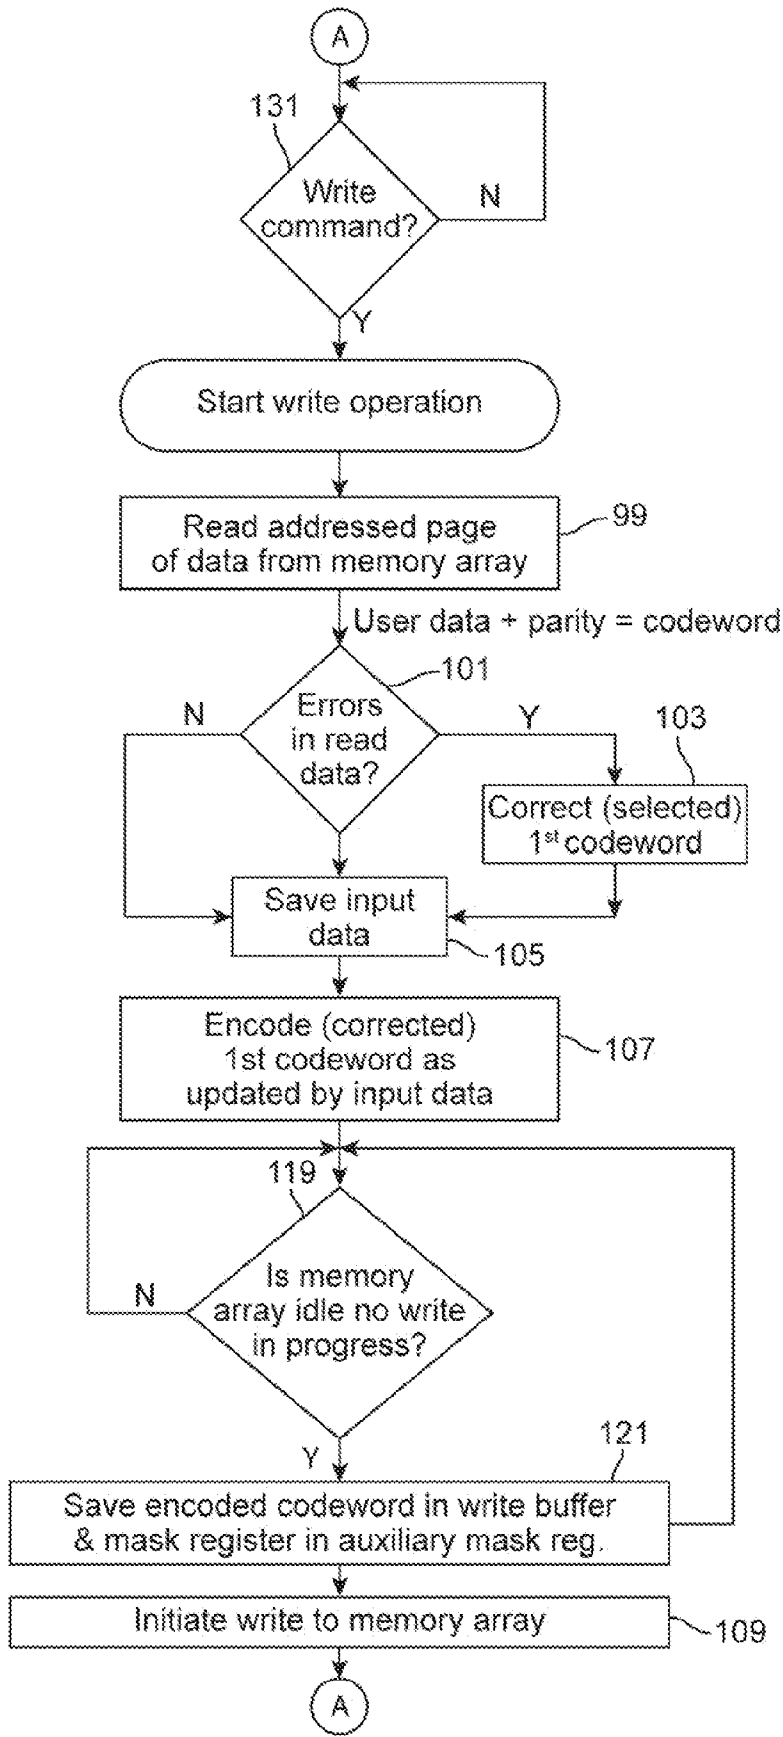 A
131
Write
command?
N
Y
Start write operation
Read addressed page
of data from memory array
99
User data + parity = codeword
101
Errors
in read
data?
N
Y
103
Correct (selected)
1st codeword
Save input
data
105
Encode (corrected)
1st codeword as
updated by input data
107
119
Is memory
array idle no write
in progress?
N
Y
121
Save encoded codeword in write buffer
& mask register in auxiliary mask reg.
Initiate write to memory array
109
A